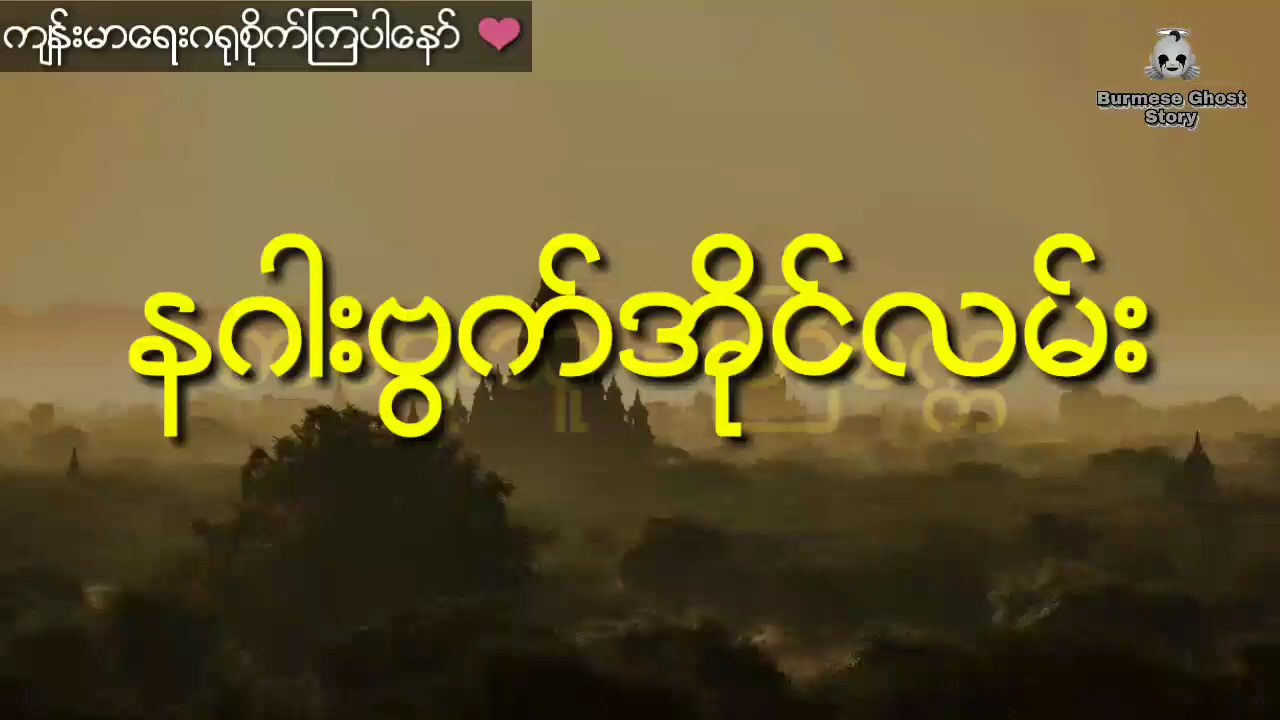 ကျန်းမာရေးဂရုစိုက်ကြပါနော် ❤
Burmese Ghost
Story
နဂါးဗွက်အိုင်လမ်း